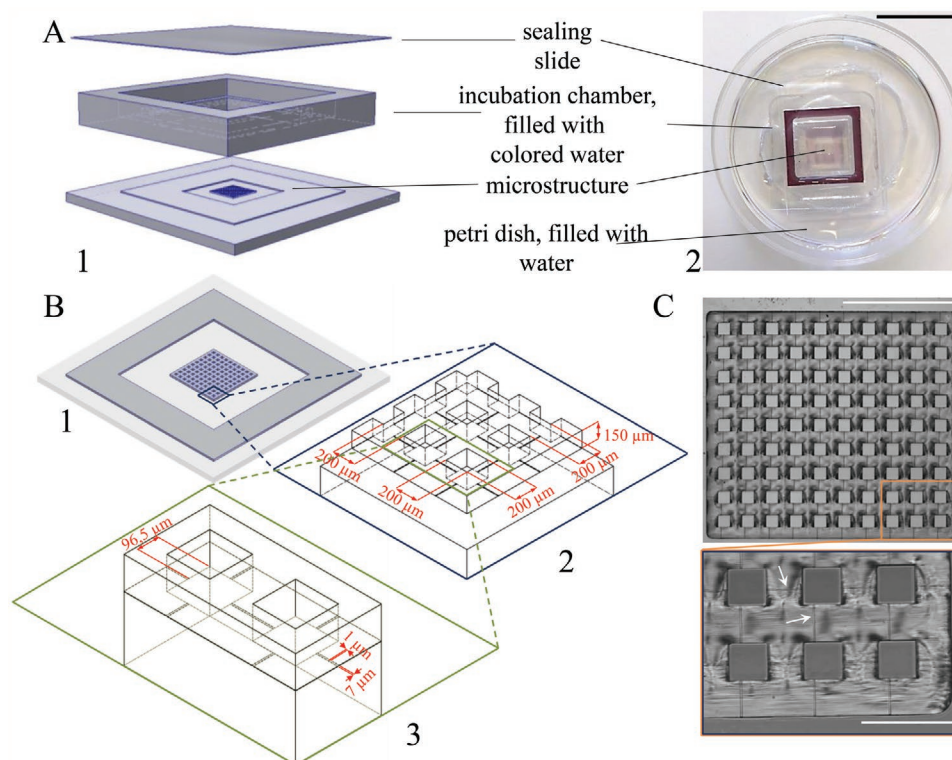 A
sealing
slide
incubation chamber,
filled with
colored water
microstructure
petri dish, filled with
water
1
2
B
1
150 µm
200 µm
200 µm
200 µm
200 µm
2
96,5 µm
1 µm
7 µm
3
C